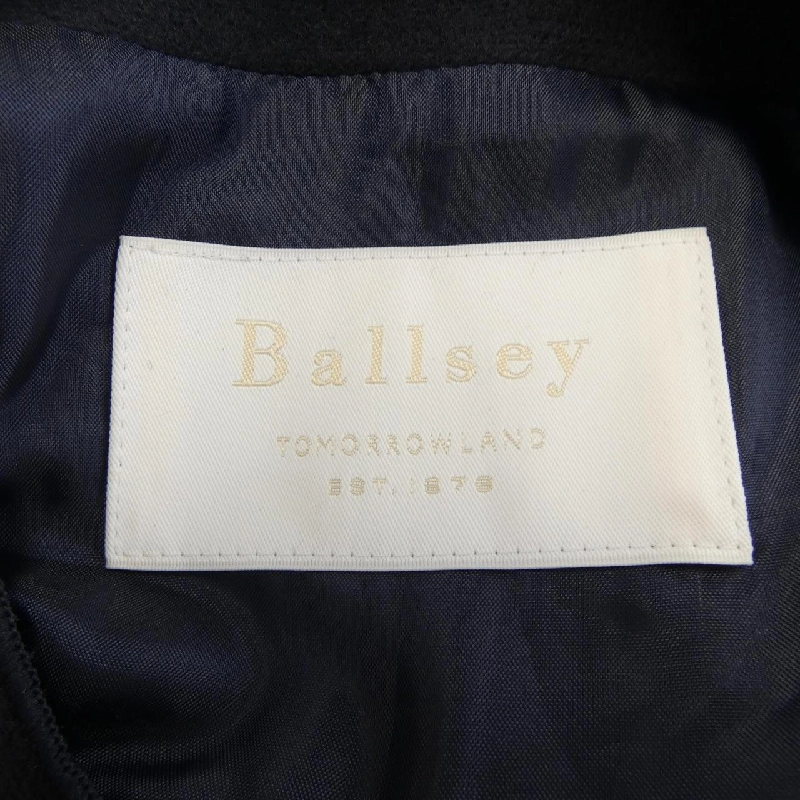 Ballsey
TOMORROWLAND
EST. 1978